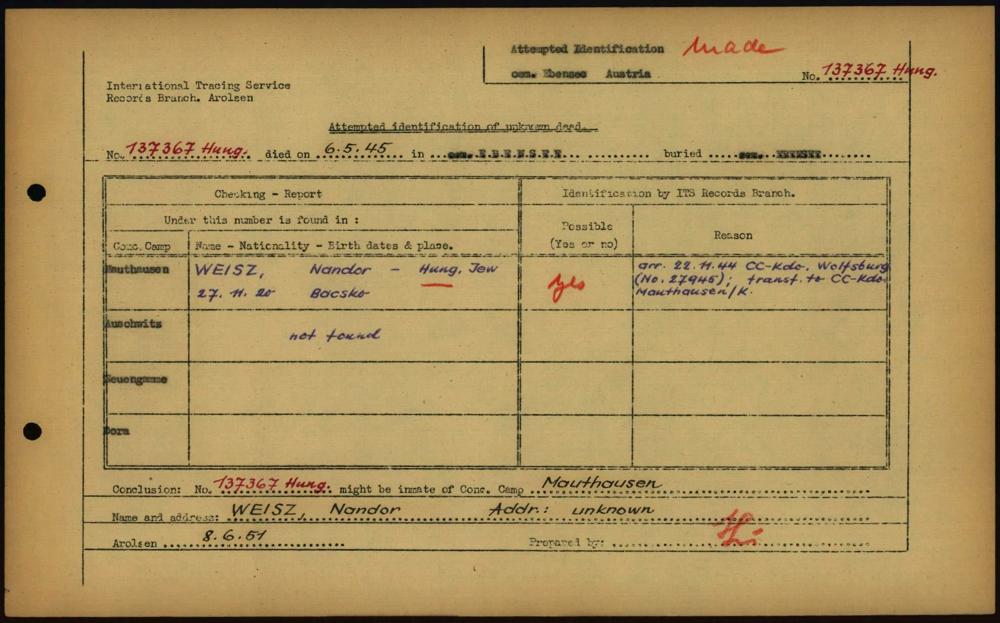 Attempted Identification Made
cem. Ebensee Austria
No. 137367 Hung.
International Tracing Service
Records Branch. Arolsen
Attempted identification of unknown dead.
No. 137367 Hung. died on 6.5.45 in cem. EBENSEE buried cem. EBENSEE
Checking - Report
Identification by ITS Records Branch.
Under this number is found in :
Possible
(Yes or no)
Reason
Conc. Camp
Name - Nationality - Birth dates & place.
Mauthausen
WEISZ, Nandor - Hung. Jew
27.11.20 Bacsko
Yes
arr. 22.11.44 CC-Kdo. Wolfsburg
(No. 27945); transf. to CC-Kdo.
Mauthausen/K.
Auschwitz
not found
Neuengamme
Dora
Conclusion: No. 137367 Hung. might be inmate of Conc. Camp Mauthausen
Name and address: WEISZ, Nandor Addr.: unknown
Arolsen 8.6.51
Prepared by: